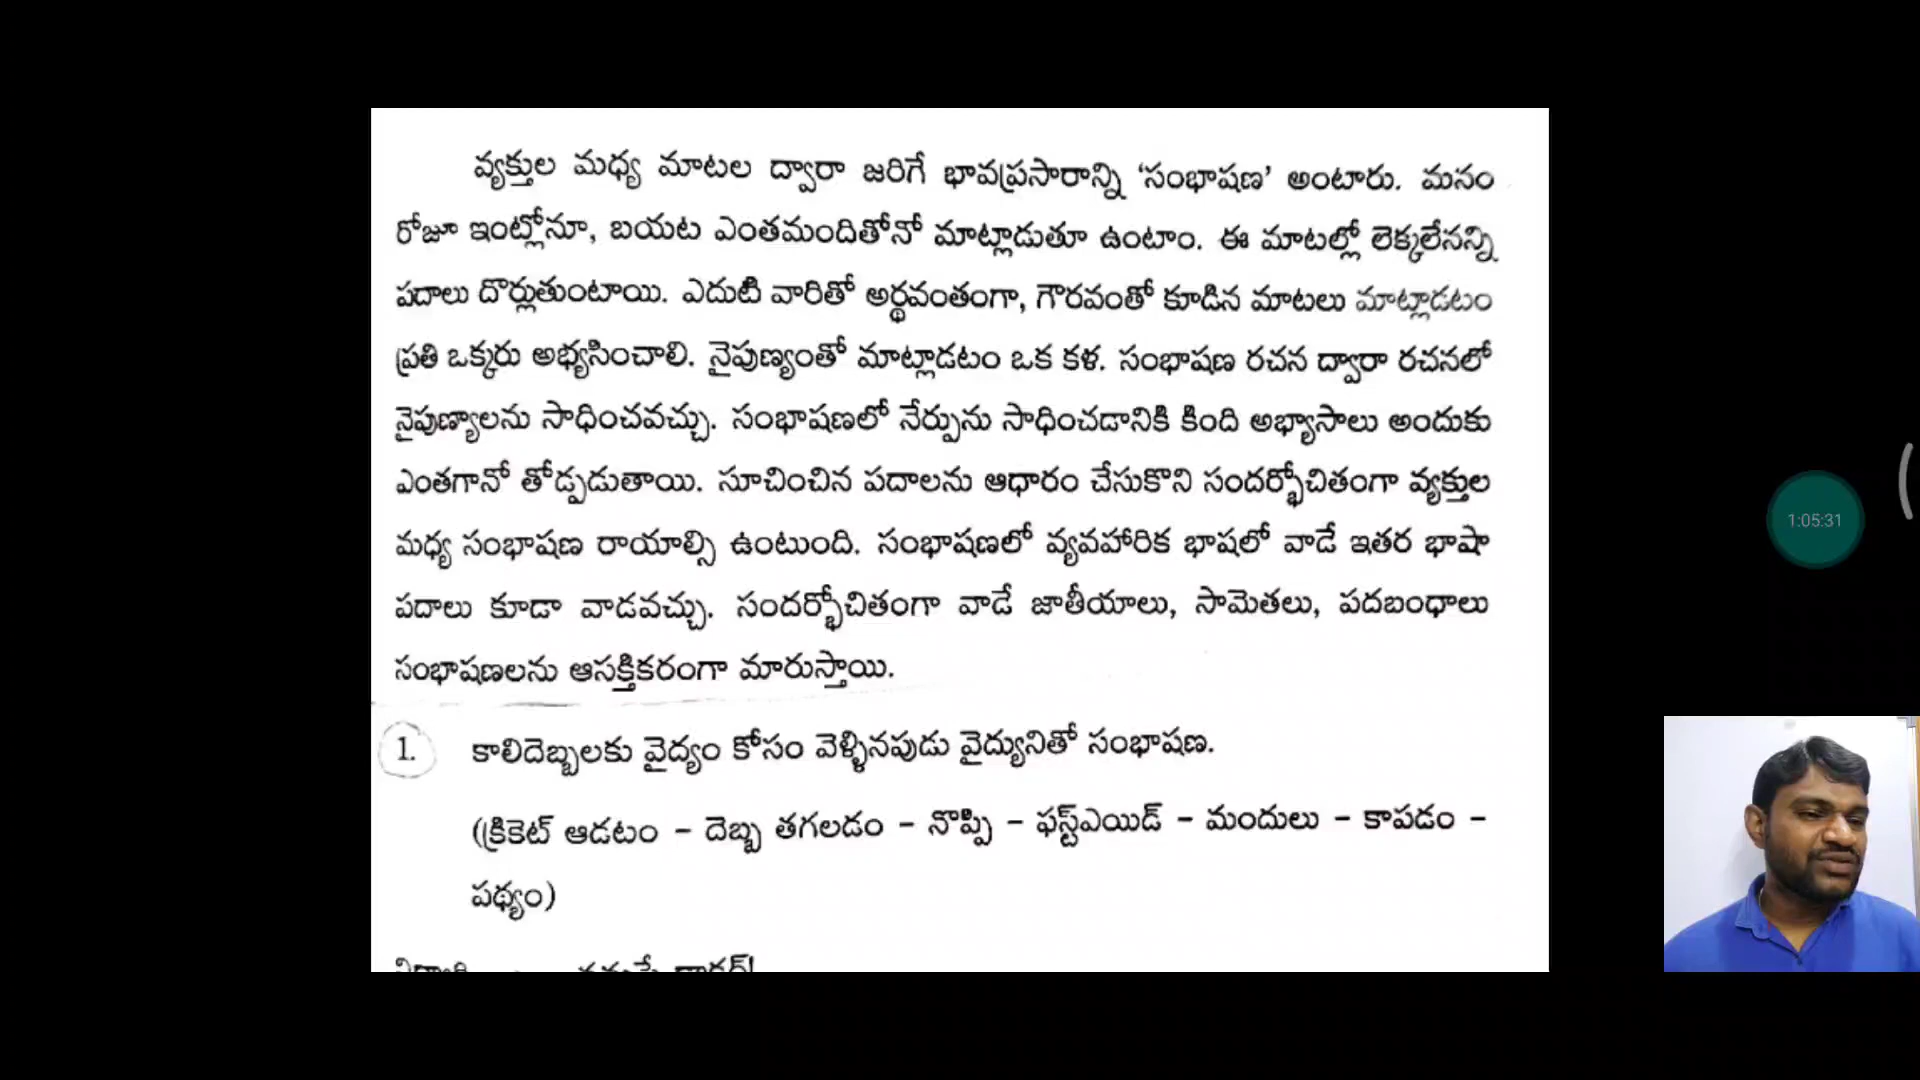 వ్యక్తుల మధ్య మాటల ద్వారా జరిగే భావప్రసారాన్ని ‘సంభాషణ’ అంటారు. మనం
రోజూ ఇంట్లోనూ, బయట ఎంతమందితోనో మాట్లాడుతూ ఉంటాం. ఈ మాటల్లో లెక్కలేనన్ని
పదాలు దొర్లుతుంటాయి. ఎదుటి వారితో అర్థవంతంగా, గౌరవంతో కూడిన మాటలు మాట్లాడటం
ప్రతి ఒక్కరు అభ్యసించాలి. నైపుణ్యంతో మాట్లాడటం ఒక కళ. సంభాషణ రచన ద్వారా రచనలో
నైపుణ్యాలను సాధించవచ్చు. సంభాషణలో నేర్పును సాధించడానికి కింది అభ్యాసాలు అందుకు
ఎంతగానో తోడ్పడుతాయి. సూచించిన పదాలను ఆధారం చేసుకొని సందర్భోచితంగా వ్యక్తుల
మధ్య సంభాషణ రాయాల్సి ఉంటుంది. సంభాషణలో వ్యవహారిక భాషలో వాడే ఇతర భాషా
పదాలు కూడా వాడవచ్చు. సందర్భోచితంగా వాడే జాతీయాలు, సామెతలు, పదబంధాలు
సంభాషణలను ఆసక్తికరంగా మారుస్తాయి.
1. కాలిదెబ్బలకు వైద్యం కోసం వెళ్ళినపుడు వైద్యునితో సంభాషణ.
(క్రికెట్ ఆడటం – దెబ్బ తగలడం – నొప్పి – ఫస్ట్ఎయిడ్ – మందులు – కాపడం –
పథ్యం)
1:05:31